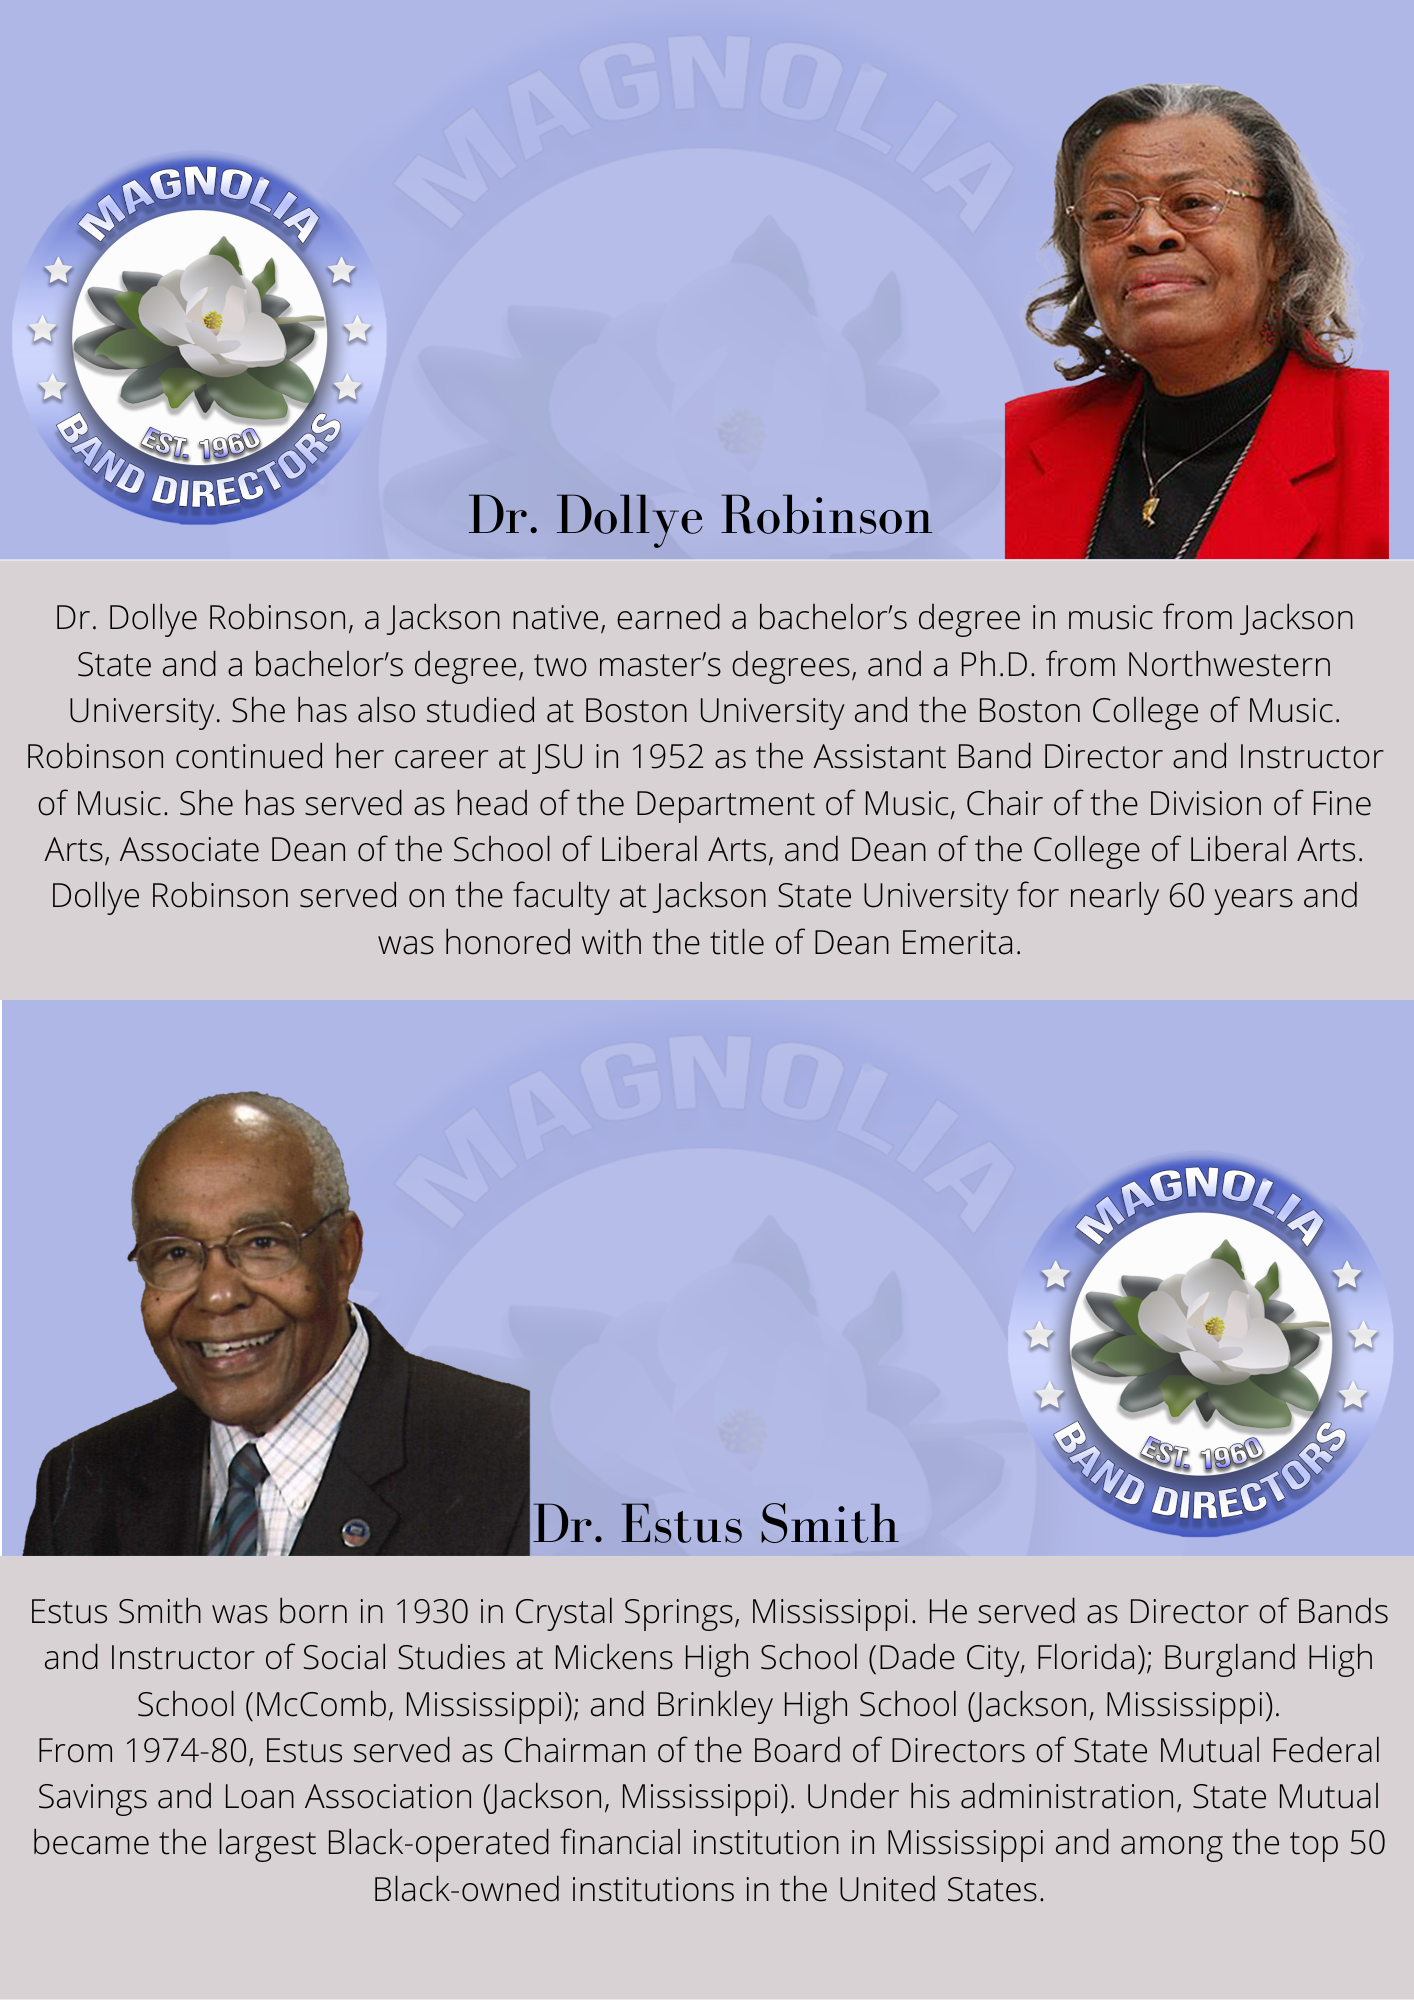 MAGNOLIA
MAGNOLIA
EST. 1960
BAND DIRECTORS
Dr. Dollye Robinson
Dr. Dollye Robinson, a Jackson native, earned a bachelor’s degree in music from Jackson
State and a bachelor’s degree, two master’s degrees, and a Ph.D. from Northwestern
University. She has also studied at Boston University and the Boston College of Music.
Robinson continued her career at JSU in 1952 as the Assistant Band Director and Instructor
of Music. She has served as head of the Department of Music, Chair of the Division of Fine
Arts, Associate Dean of the School of Liberal Arts, and Dean of the College of Liberal Arts.
Dollye Robinson served on the faculty at Jackson State University for nearly 60 years and
was honored with the title of Dean Emerita.
MAGNOLIA
MAGNOLIA
EST. 1960
BAND DIRECTORS
Dr. Estus Smith
Estus Smith was born in 1930 in Crystal Springs, Mississippi. He served as Director of Bands
and Instructor of Social Studies at Mickens High School (Dade City, Florida); Burgland High
School (McComb, Mississippi); and Brinkley High School (Jackson, Mississippi).
From 1974-80, Estus served as Chairman of the Board of Directors of State Mutual Federal
Savings and Loan Association (Jackson, Mississippi). Under his administration, State Mutual
became the largest Black-operated financial institution in Mississippi and among the top 50
Black-owned institutions in the United States.